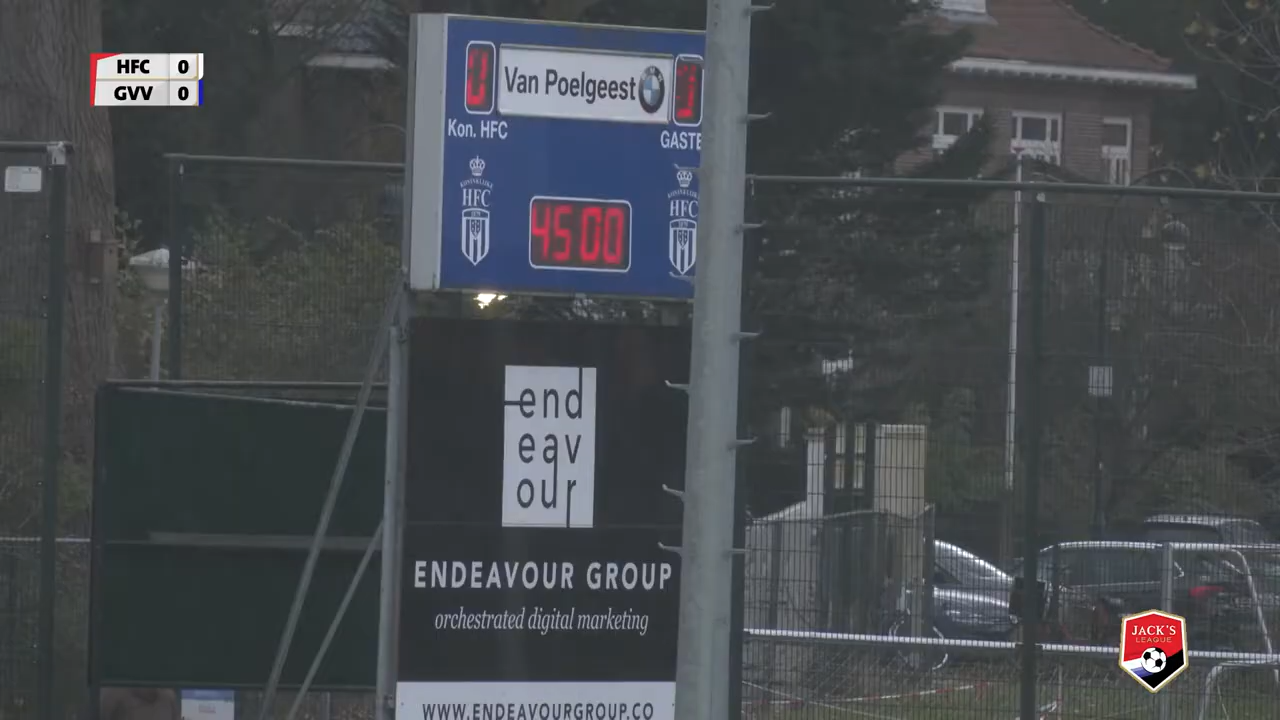 HFC 0
GVV 0
0 Van Poelgeest
Kon. HFC GASTE
HFC
HFC
45 00
end
eav
our
ENDEAVOUR GROUP
orchestrated digital marketing
WWW.ENDEAVOURGROUP.CO
JACK'S
LEAGUE